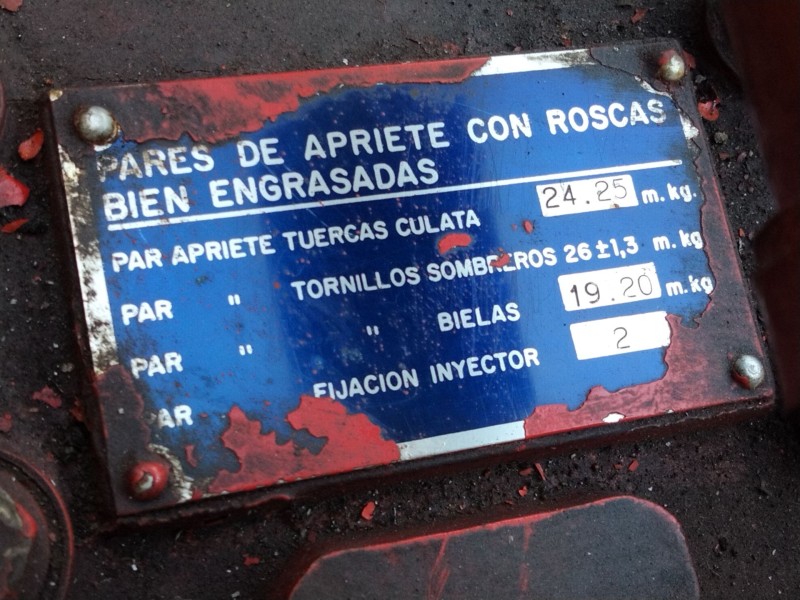 PARES DE APRIETE CON ROSCAS
BIEN ENGRASADAS
PAR APRIETE TUERCAS CULATA 24.25 m.kg.
PAR " TORNILLOS SOMBREROS 26±1,3 m.kg
PAR " " BIELAS 19.20 m.kg
PAR FIJACION INYECTOR 2